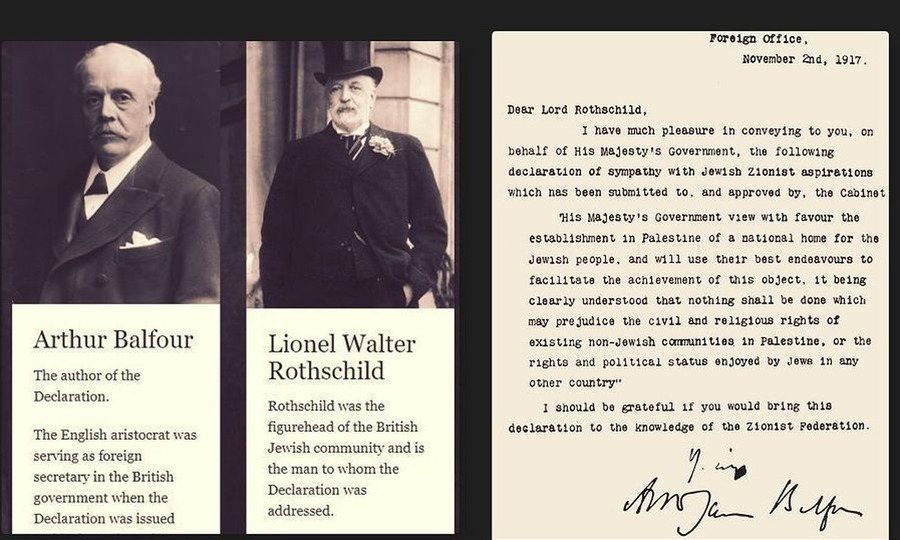 Arthur Balfour
The author of the
Declaration.
The English aristocrat was
serving as foreign
secretary in the British
government when the
Declaration was issued
Lionel Walter
Rothschild
Rothschild was the
figurehead of the British
Jewish community and is
the man to whom the
Declaration was
addressed.
Foreign Office,
November 2nd, 1917.
Dear Lord Rothschild,
I have much pleasure in conveying to you, on
behalf of His Majesty's Government, the following
declaration of sympathy with Jewish Zionist aspirations
which has been submitted to, and approved by, the Cabinet
"His Majesty's Government view with favour the
establishment in Palestine of a national home for the
Jewish people, and will use their best endeavours to
facilitate the achievement of this object, it being
clearly understood that nothing shall be done which
may prejudice the civil and religious rights of
existing non-Jewish communities in Palestine, or the
rights and political status enjoyed by Jews in any
other country"
I should be grateful if you would bring this
declaration to the knowledge of the Zionist Federation.
Arthur James Balfour